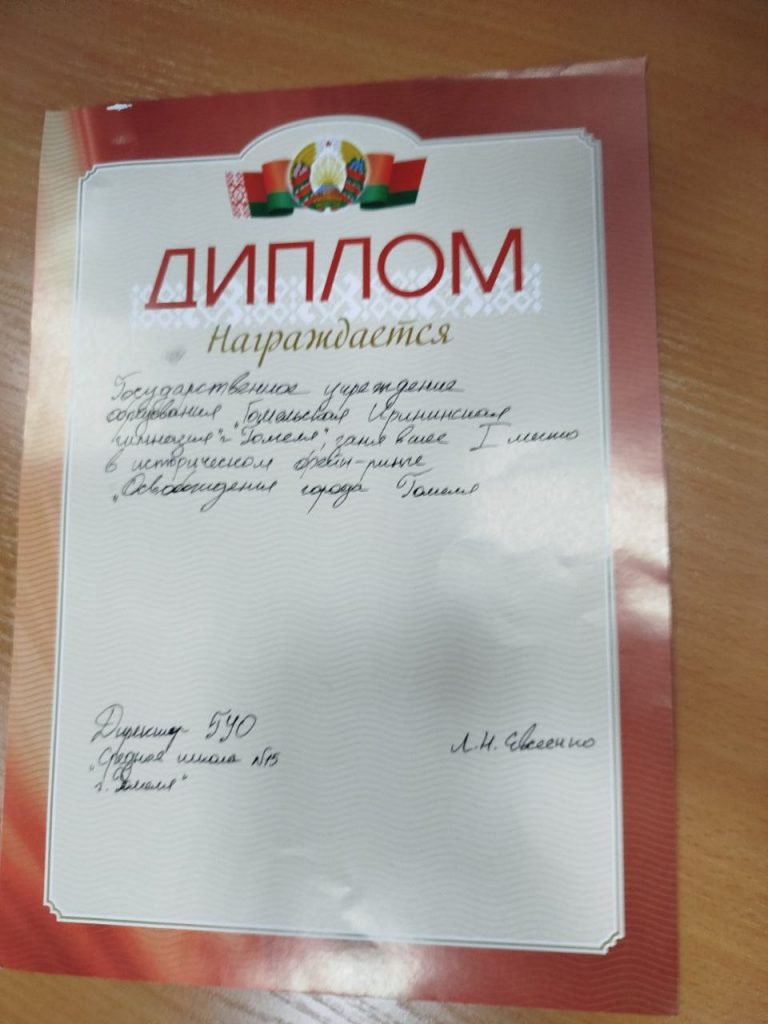 ДИПЛОМ
Награждается
Государственное учреждение
образования „Гомельская Ирининская
гимназия" г. Гомеля", занявшее I место
в историческом брейн-ринге
„Освобождения города Гомеля
Директор ГУО
„Средняя школа №15
г. Гомеля"
Л.Н. Евсеенко